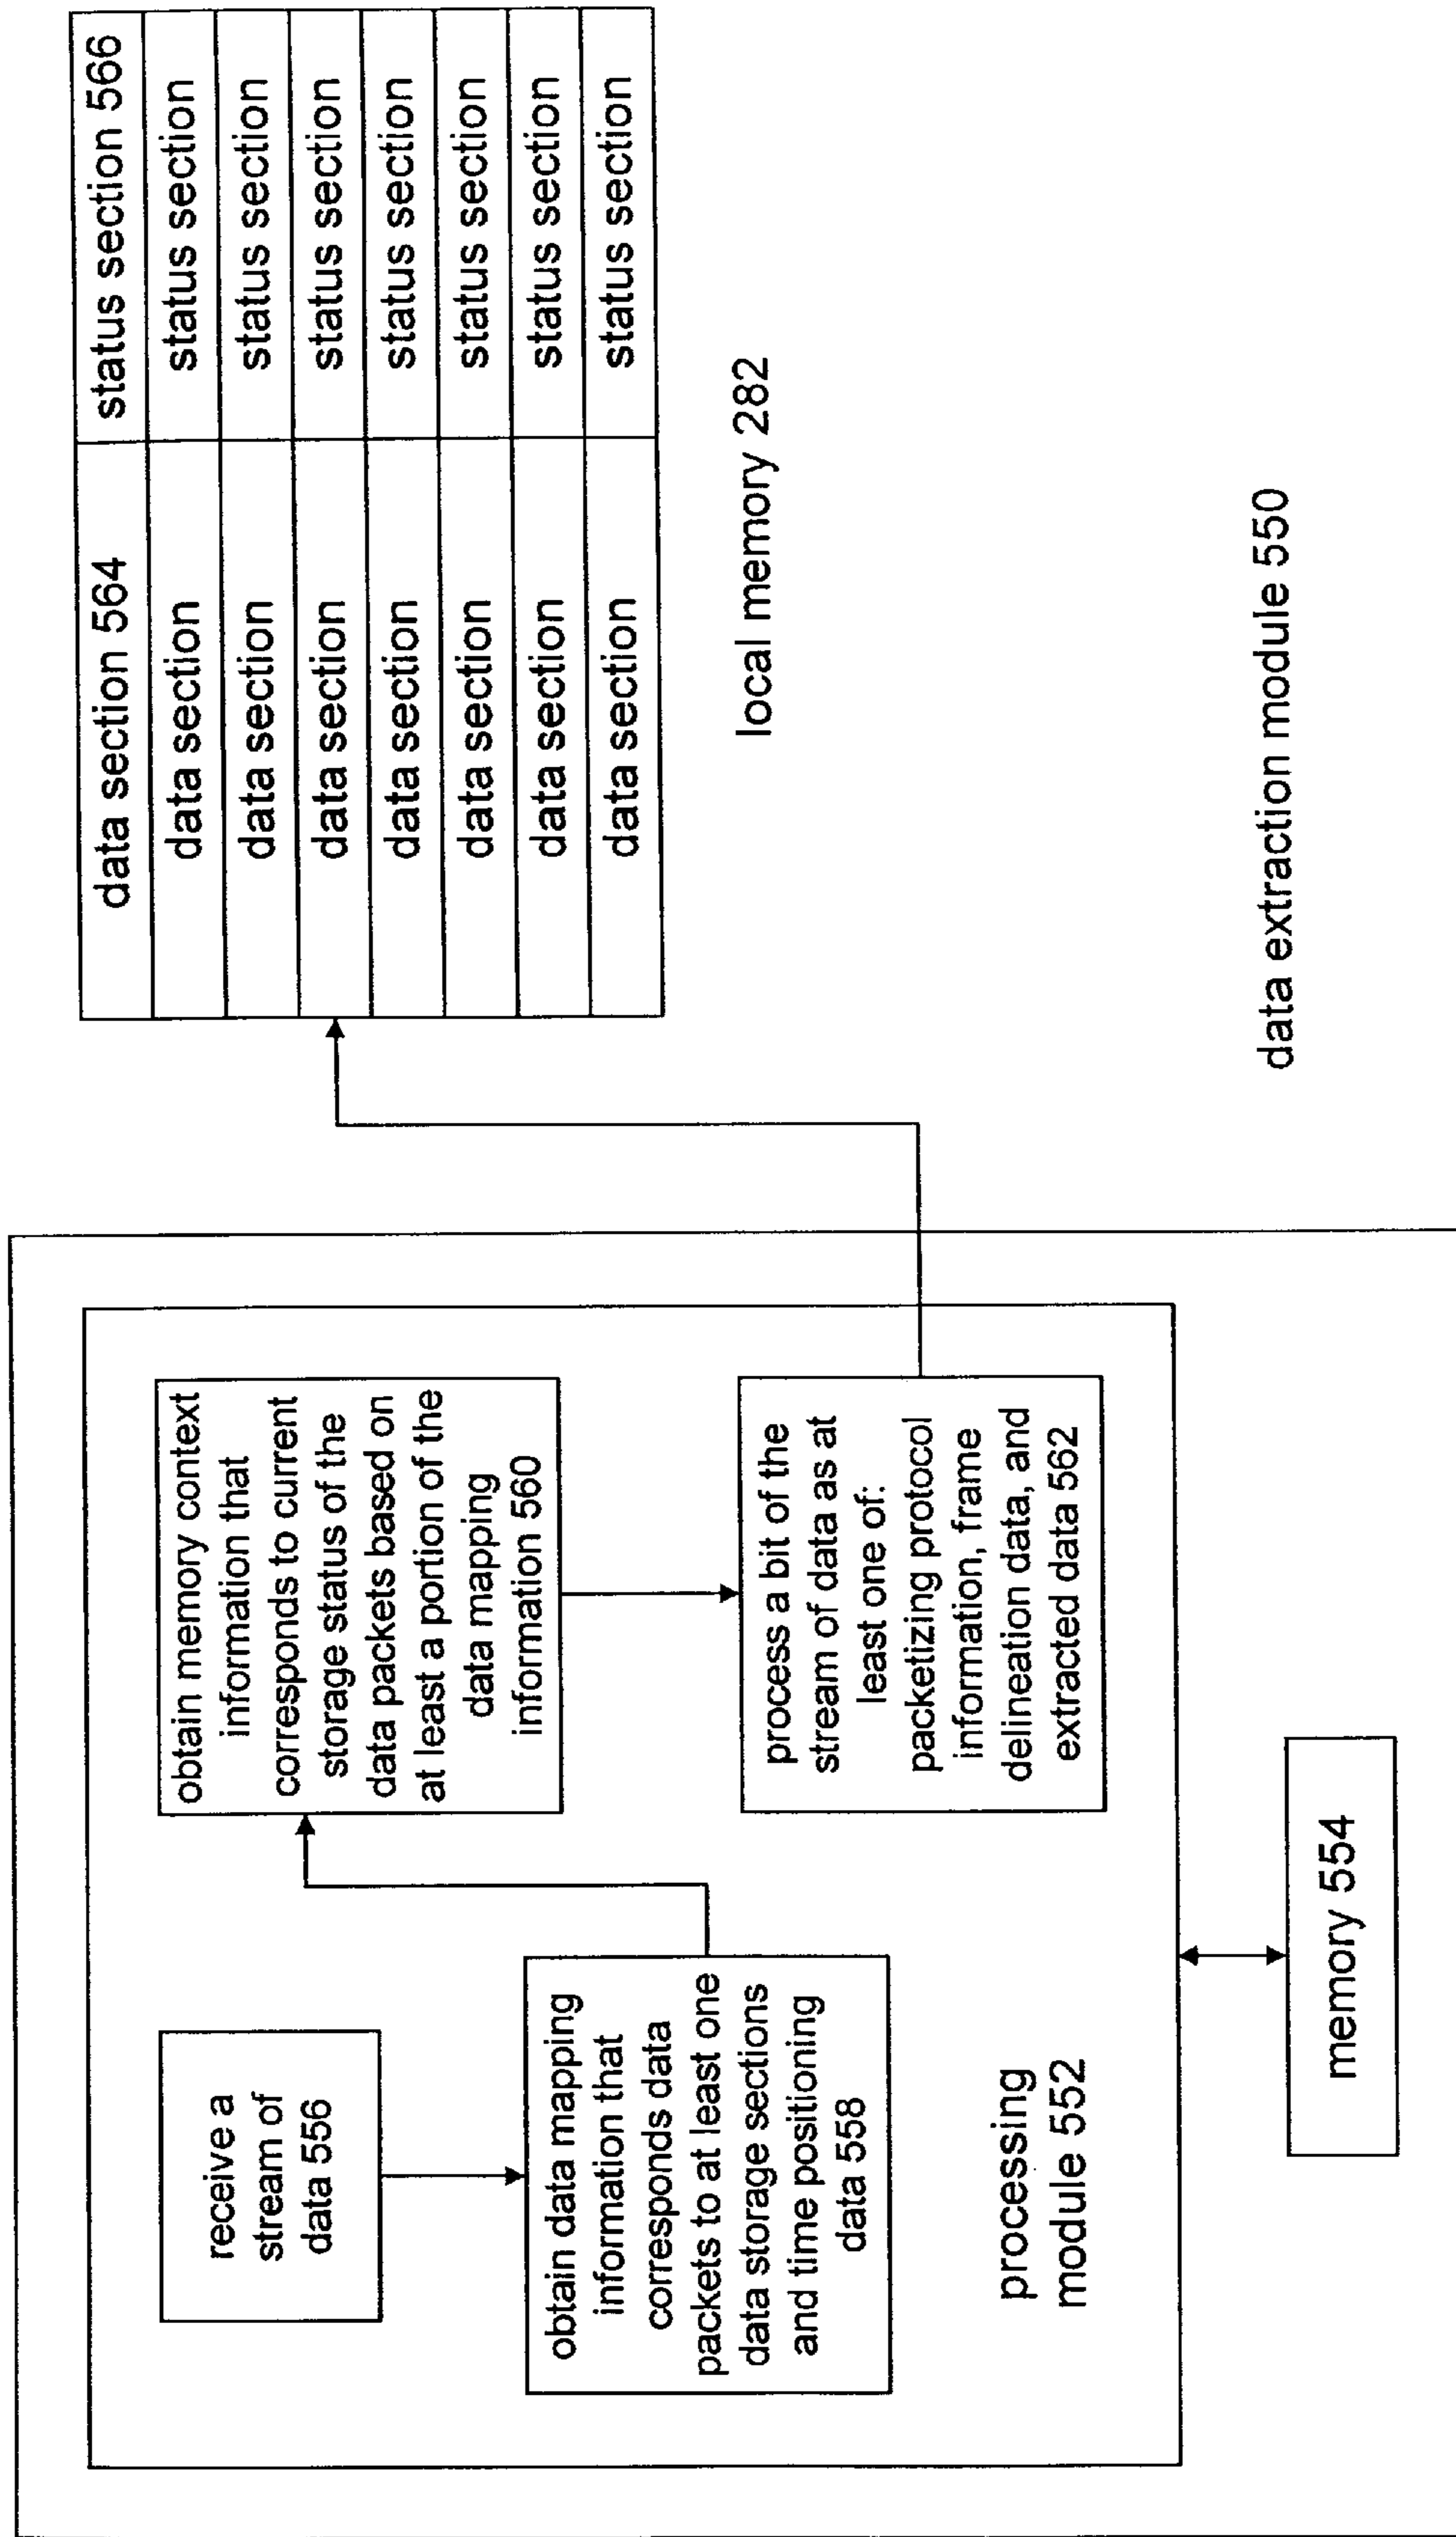 receive a
stream of
data 556
obtain data mapping
information that
corresponds data
packets to at least one
data storage sections
and time positioning
data 558
obtain memory context
information that
corresponds to current
storage status of the
data packets based on
at least a portion of the
data mapping
information 560
process a bit of the
stream of data as at
least one of:
packetizing protocol
information, frame
delineation data, and
extracted data 562
processing
module 552
memory 554
data section 564 status section 566
data section status section
data section status section
data section status section
data section status section
data section status section
data section status section
data section status section
local memory 282
data extraction module 550